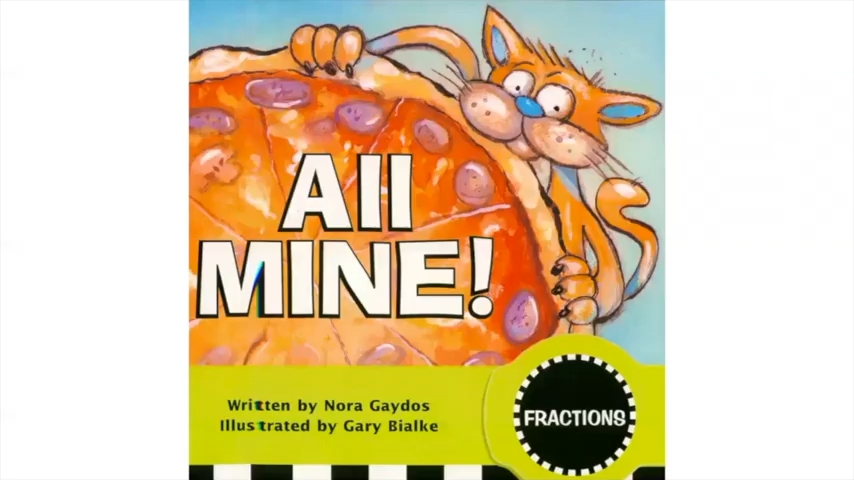 All
MINE!
Written by Nora Gaydos
Illustrated by Gary Bialke
FRACTIONS